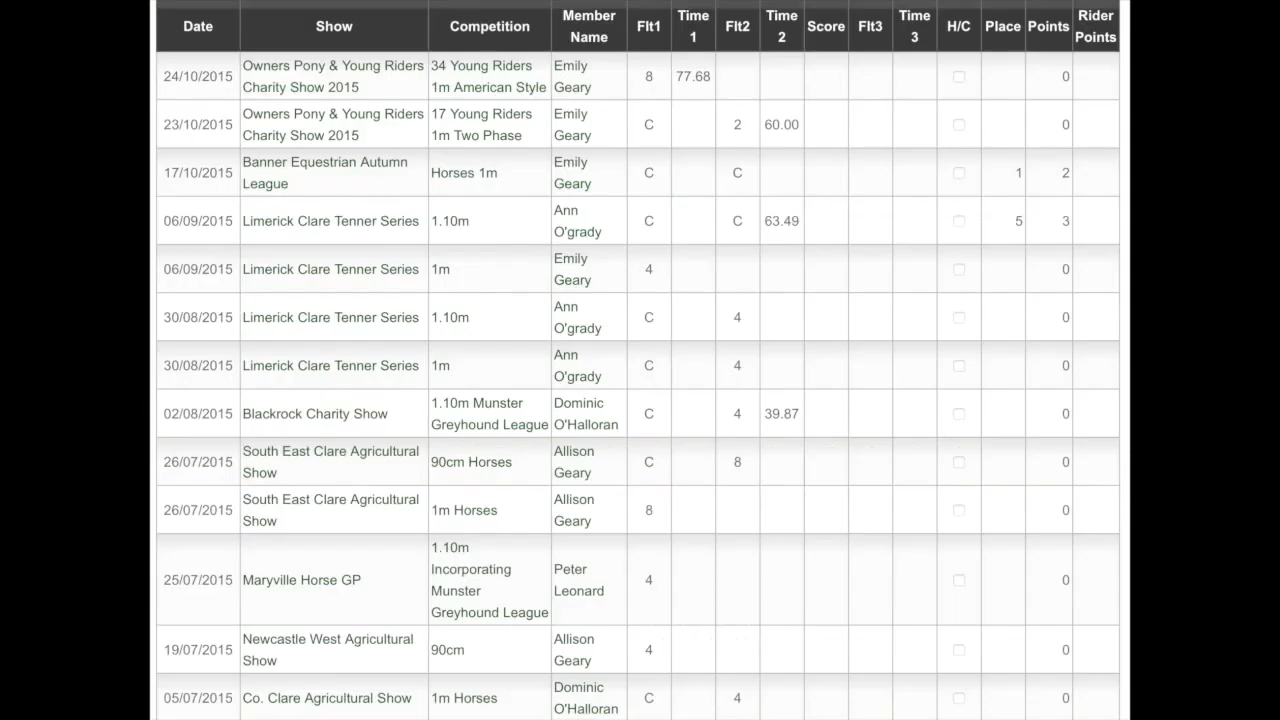 Date Show Competition Member Name Flt1 Time 1 Flt2 Time 2 Score Flt3 Time 3 H/C Place Points Rider Points
24/10/2015 Owners Pony & Young Riders Charity Show 2015 34 Young Riders 1m American Style Emily Geary 8 77.68 0
23/10/2015 Owners Pony & Young Riders Charity Show 2015 17 Young Riders 1m Two Phase Emily Geary C 2 60.00 0
17/10/2015 Banner Equestrian Autumn League Horses 1m Emily Geary C C 1 2
06/09/2015 Limerick Clare Tenner Series 1.10m Ann O'grady C C 63.49 5 3
06/09/2015 Limerick Clare Tenner Series 1m Emily Geary 4 0
30/08/2015 Limerick Clare Tenner Series 1.10m Ann O'grady C 4 0
30/08/2015 Limerick Clare Tenner Series 1m Ann O'grady C 4 0
02/08/2015 Blackrock Charity Show 1.10m Munster Greyhound League Dominic O'Halloran C 4 39.87 0
26/07/2015 South East Clare Agricultural Show 90cm Horses Allison Geary C 8 0
26/07/2015 South East Clare Agricultural Show 1m Horses Allison Geary 8 0
25/07/2015 Maryville Horse GP 1.10m Incorporating Munster Greyhound League Peter Leonard 4 0
19/07/2015 Newcastle West Agricultural Show 90cm Allison Geary 4 0
05/07/2015 Co. Clare Agricultural Show 1m Horses Dominic O'Halloran C 4 0